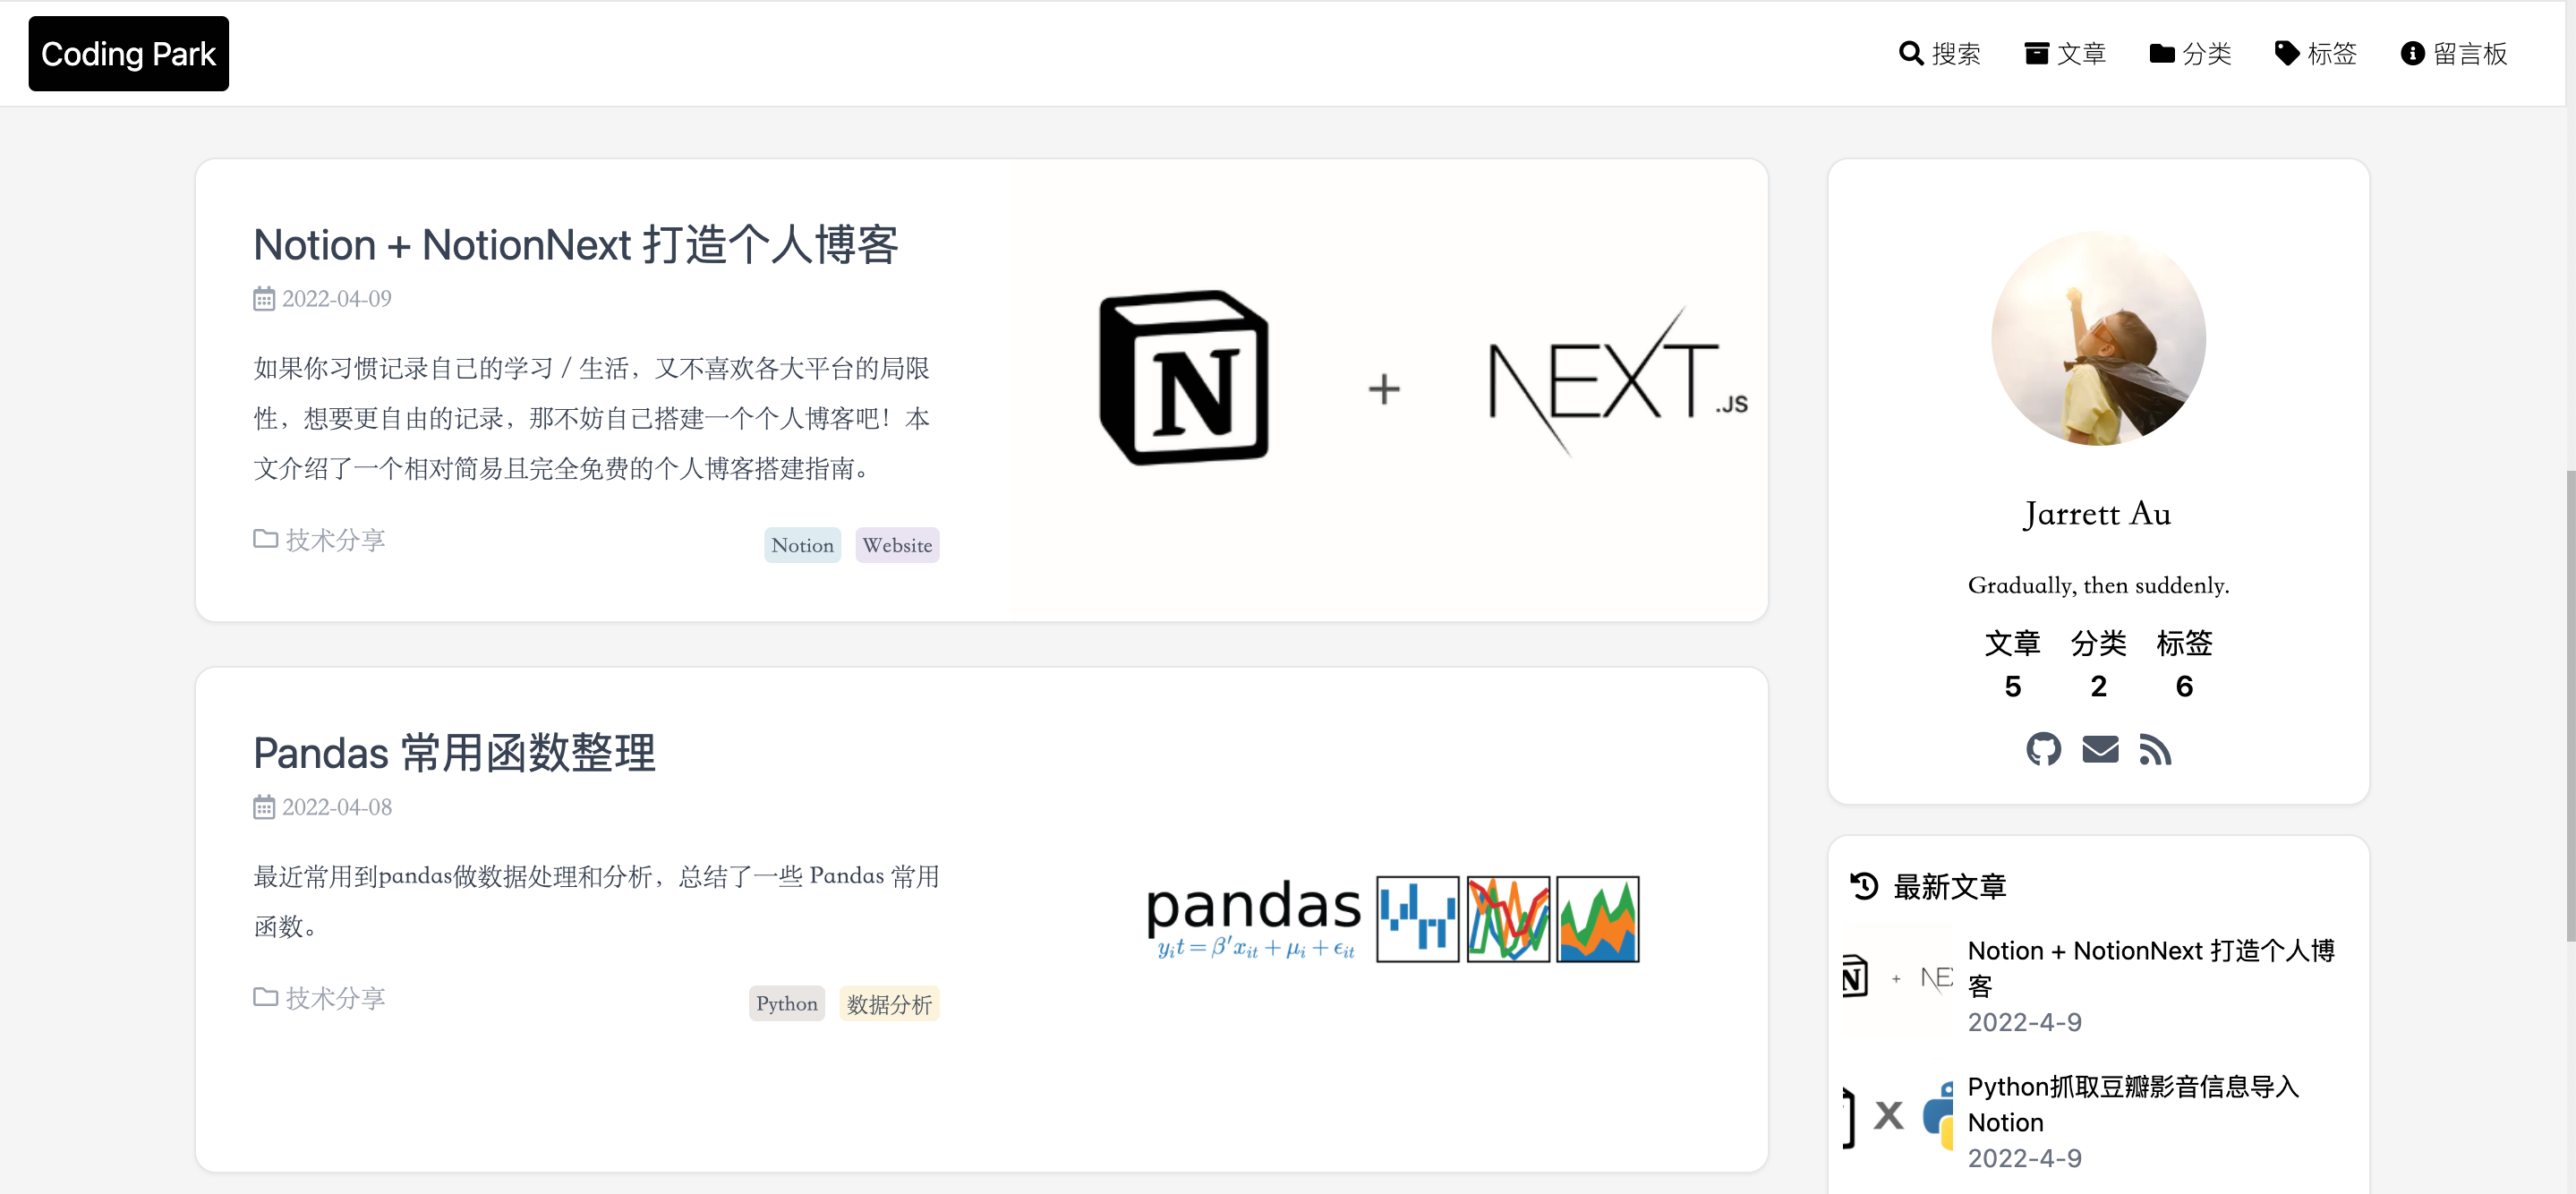 Coding Park
搜索 文章 分类 标签 留言板
Notion + NotionNext 打造个人博客
2022-04-09
如果你习惯记录自己的学习 / 生活，又不喜欢各大平台的局限
性，想要更自由的记录，那不妨自己搭建一个个人博客吧！本
文介绍了一个相对简易且完全免费的个人博客搭建指南。
技术分享
Notion Website
N + NEXT.JS
Pandas 常用函数整理
2022-04-08
最近常用到pandas做数据处理和分析，总结了一些 Pandas 常用
函数。
技术分享
Python 数据分析
pandas
y_i t = β′x_{it} + μ_i + ϵ_{it}
Jarrett Au
Gradually, then suddenly.
文章 分类 标签
5 2 6
最新文章
N + NEX
Notion + NotionNext 打造个人博
客
2022-4-9
X
Python抓取豆瓣影音信息导入
Notion
2022-4-9